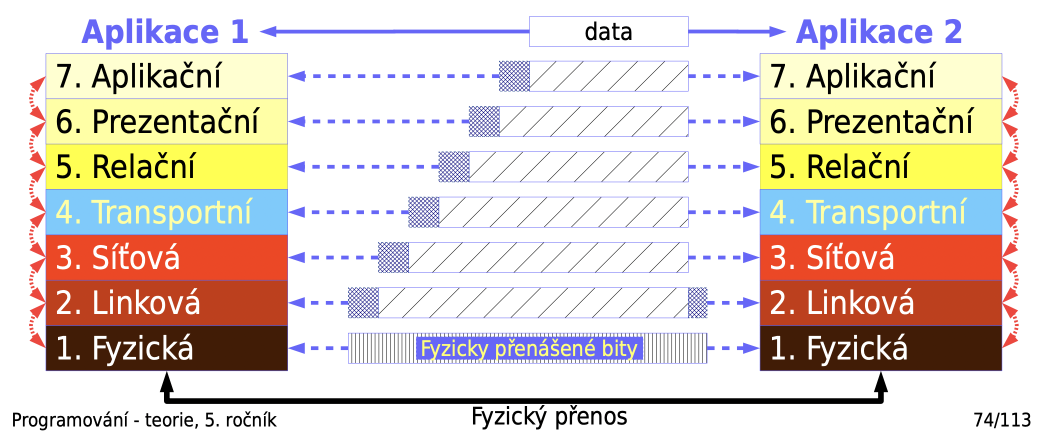 Aplikace 1
data
Aplikace 2
7. Aplikační
7. Aplikační
6. Prezentační
6. Prezentační
5. Relační
5. Relační
4. Transportní
4. Transportní
3. Síťová
3. Síťová
2. Linková
2. Linková
1. Fyzická
Fyzicky přenášené bity
1. Fyzická
Fyzický přenos
Programování - teorie, 5. ročník
74/113